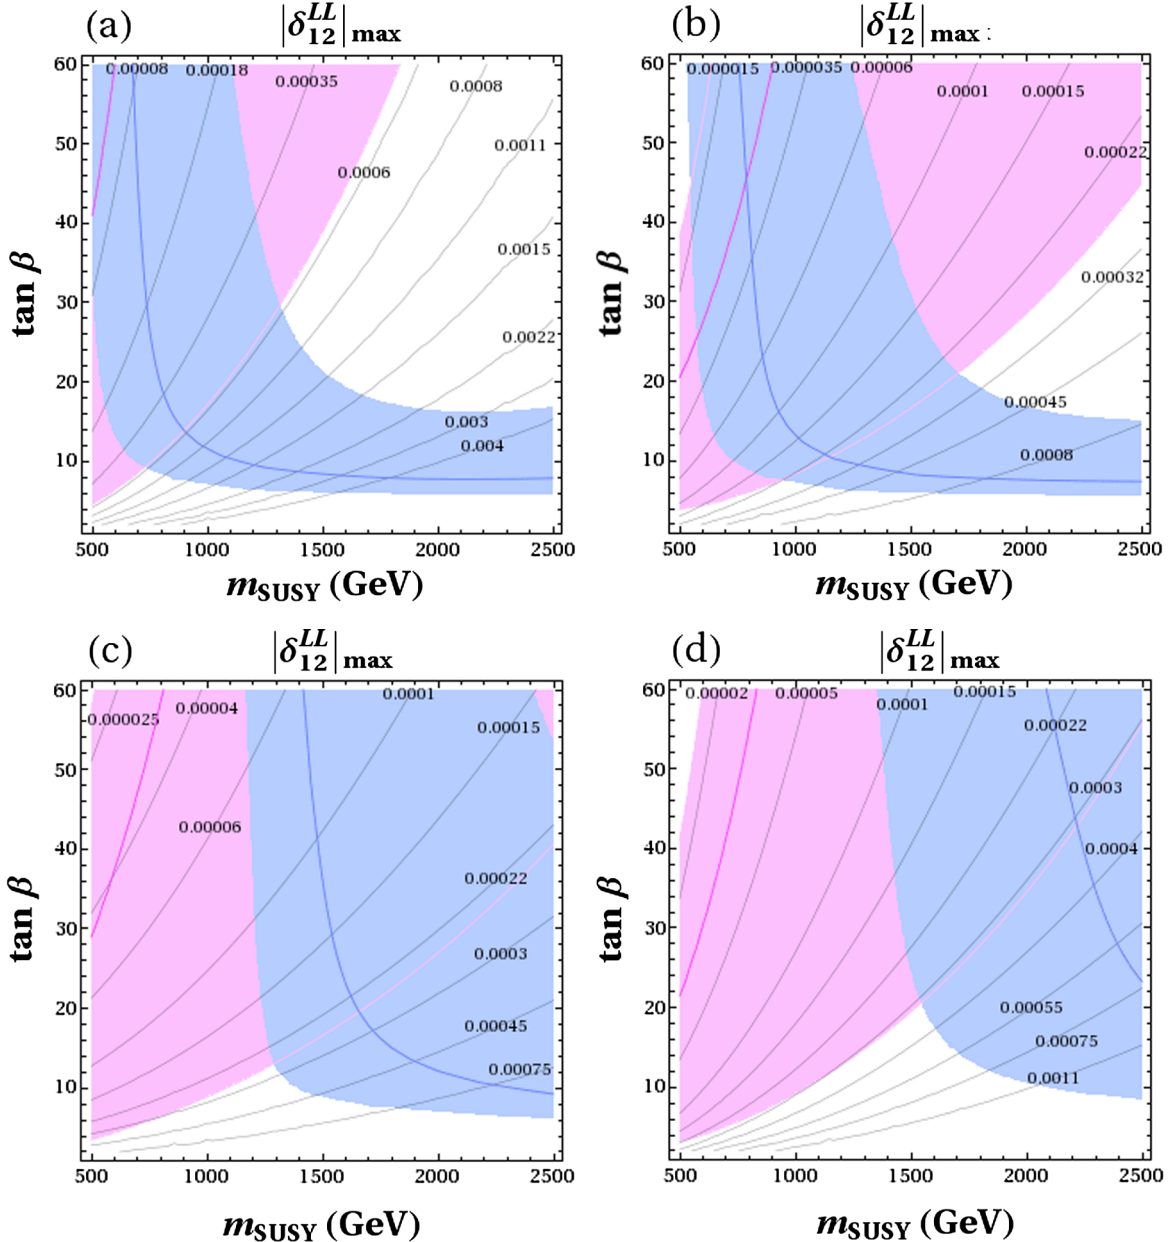 (a) |δ12LL|max
60
50
40
30
20
10
0.00008 0.00018 0.00035 0.0008
0.0011
0.0006
0.0015
0.0022
0.003
0.004
tan β
500 1000 1500 2000 2500
mSUSY (GeV)
(b) |δ12LL|max :
60
50
40
30
20
10
0.000015 0.000035 0.00006 0.0001 0.00015
0.00022
0.00032
0.00045
0.0008
tan β
500 1000 1500 2000 2500
mSUSY (GeV)
(c) |δ12LL|max
60
50
40
30
20
10
0.000025 0.00004 0.0001
0.00015
0.00006
0.00022
0.0003
0.00045
0.00075
tan β
500 1000 1500 2000 2500
mSUSY (GeV)
(d) |δ12LL|max
60
50
40
30
20
10
0.00002 0.00005 0.0001 0.00015
0.00022
0.0003
0.0004
0.00055
0.00075
0.0011
tan β
500 1000 1500 2000 2500
mSUSY (GeV)